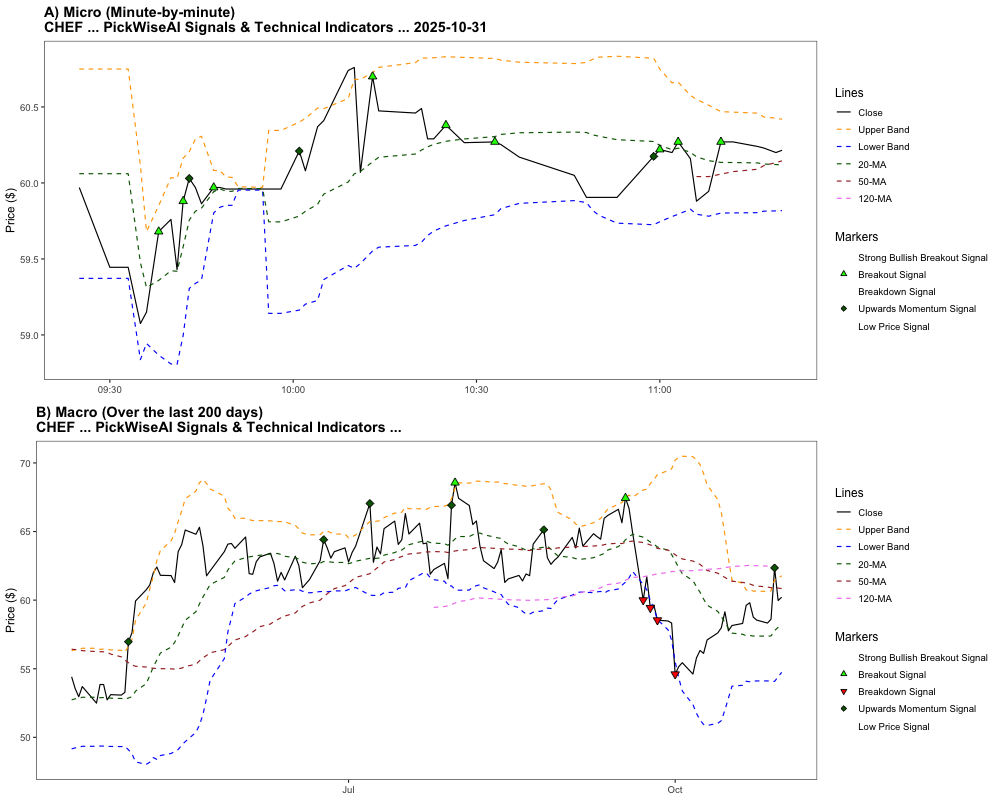 A) Micro (Minute-by-minute)
CHEF ... PickWiseAI Signals & Technical Indicators ... 2025-10-31
Price ($)
60.5
60.0
59.5
59.0
09:30
10:00
10:30
11:00
Lines
Close
Upper Band
Lower Band
20-MA
50-MA
120-MA
Markers
Strong Bullish Breakout Signal
Breakout Signal
Breakdown Signal
Upwards Momentum Signal
Low Price Signal
B) Macro (Over the last 200 days)
CHEF ... PickWiseAI Signals & Technical Indicators ...
Price ($)
70
65
60
55
50
Jul
Oct
Lines
Close
Upper Band
Lower Band
20-MA
50-MA
120-MA
Markers
Strong Bullish Breakout Signal
Breakout Signal
Breakdown Signal
Upwards Momentum Signal
Low Price Signal